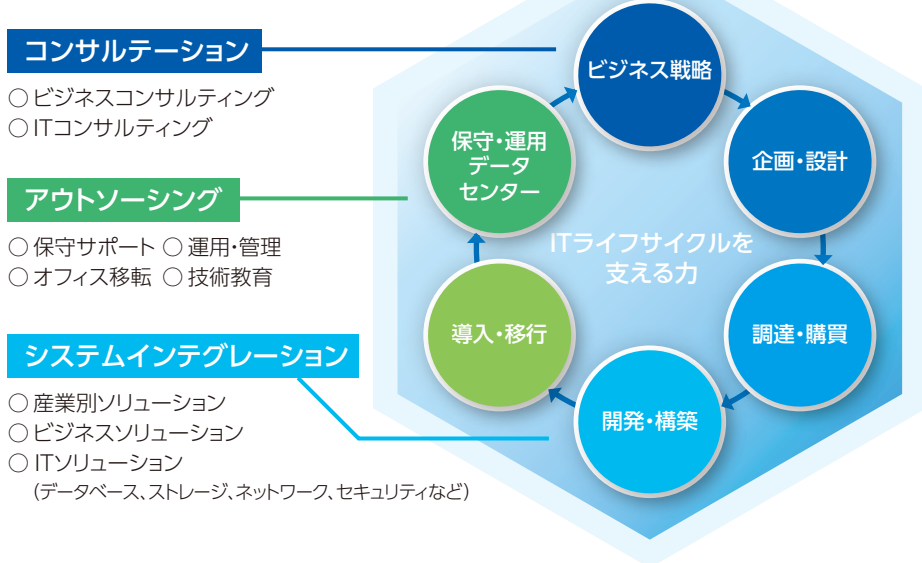 コンサルテーション
○ ビジネスコンサルティング
○ ITコンサルティング
アウトソーシング
○ 保守サポート ○ 運用・管理
○ オフィス移転 ○ 技術教育
システムインテグレーション
○ 産業別ソリューション
○ ビジネスソリューション
○ ITソリューション
（データベース、ストレージ、ネットワーク、セキュリティなど）
ビジネス戦略
企画・設計
調達・購買
開発・構築
導入・移行
保守・運用
データ
センター
ITライフサイクルを
支える力